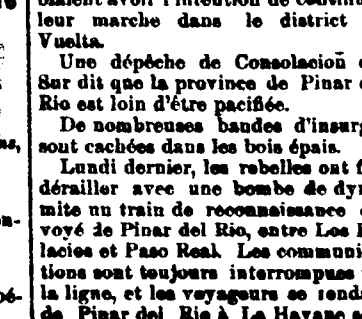 leur marche dans le district
Vuelta.
Une dépêche de Consolacion
Sur dit que la province de Pinar
Rio est loin d'être pacifiée.
De nombreuses bandes d'insur
sont cachées dans les bois épais.
Lundi dernier, les rebelles ont f
dérailler avec une bombe de dy
mite un train de reconnaissance
voyé de Pinar del Rio, entre Los
lacios et Paso Real. Les communi
tions sont toujours interrompues
la ligne, et les voyageurs se rend
de Pinar del Rio à La Havane